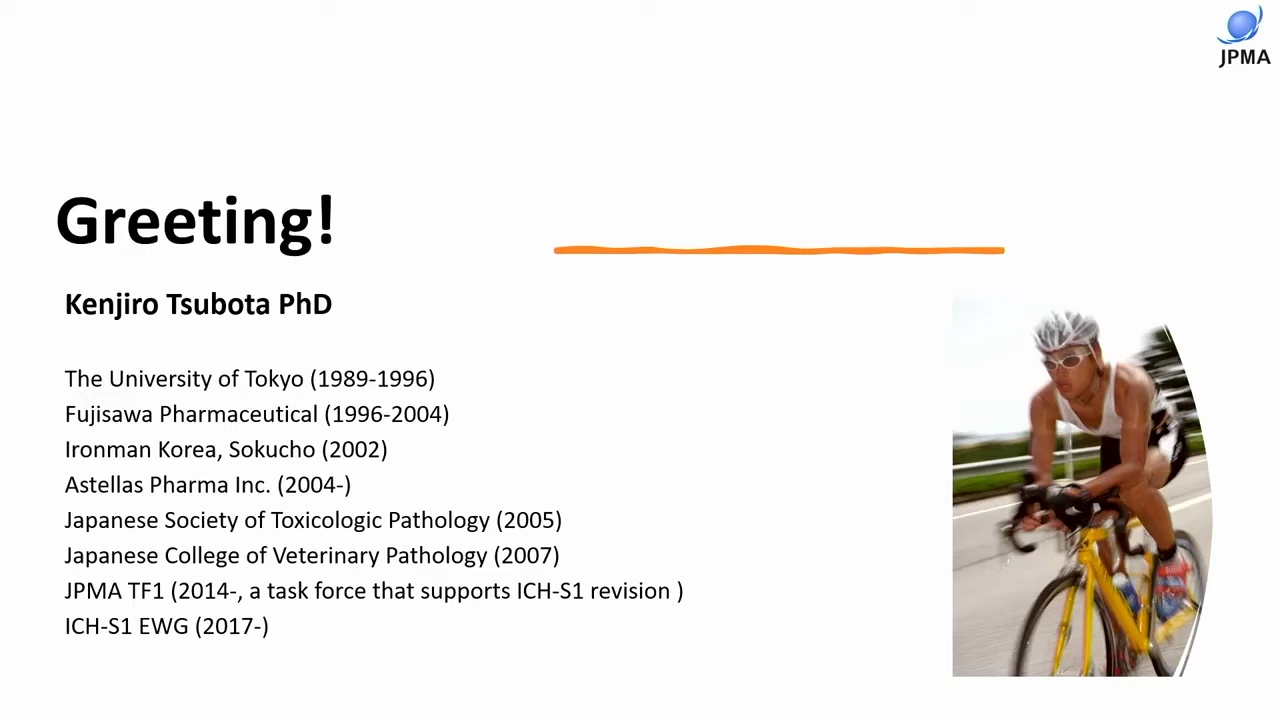 JPMA
Greeting!
Kenjiro Tsubota PhD
The University of Tokyo (1989-1996)
Fujisawa Pharmaceutical (1996-2004)
Ironman Korea, Sokucho (2002)
Astellas Pharma Inc. (2004-)
Japanese Society of Toxicologic Pathology (2005)
Japanese College of Veterinary Pathology (2007)
JPMA TF1 (2014-, a task force that supports ICH-S1 revision )
ICH-S1 EWG (2017-)